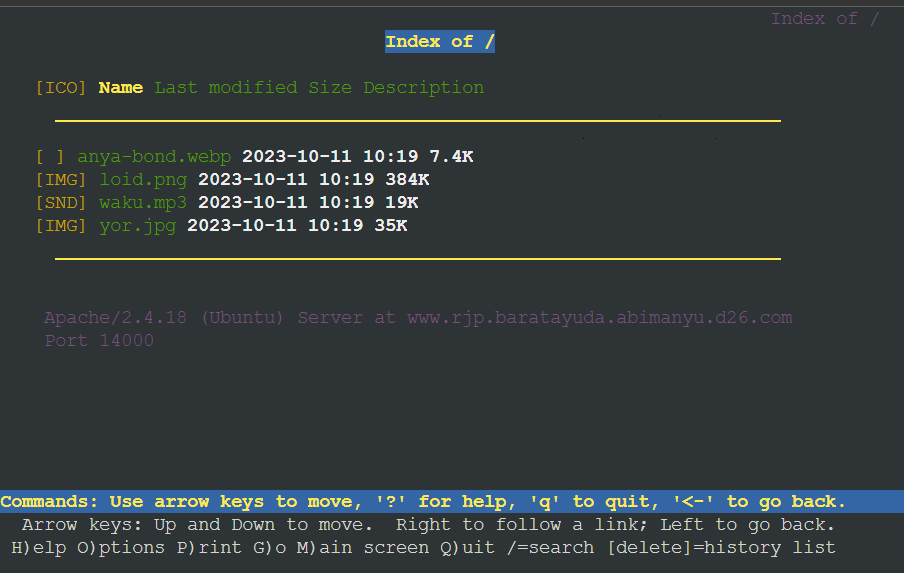 Index of /
Index of /
[ICO] Name Last modified Size Description
[ ] anya-bond.webp 2023-10-11 10:19 7.4K
[IMG] loid.png 2023-10-11 10:19 384K
[SND] waku.mp3 2023-10-11 10:19 19K
[IMG] yor.jpg 2023-10-11 10:19 35K
Apache/2.4.18 (Ubuntu) Server at www.rjp.baratayuda.abimanyu.d26.com
Port 14000
Commands: Use arrow keys to move, '?' for help, 'q' to quit, '<-' to go back.
Arrow keys: Up and Down to move.  Right to follow a link; Left to go back.
H)elp O)ptions P)rint G)o M)ain screen Q)uit /=search [delete]=history list